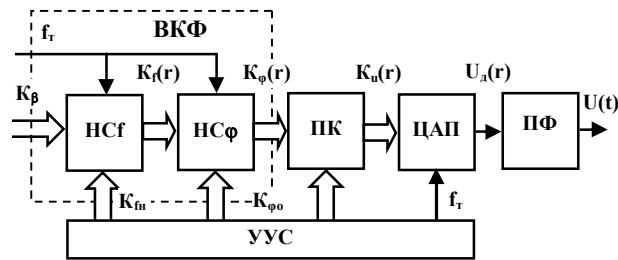 ВКФ
fт
Kf(r) Kφ(r) Ku(r) Uд(r) U(t)
Kβ
НСf НСφ ПК ЦАП ПФ
Kfн Kφо fт
УУС